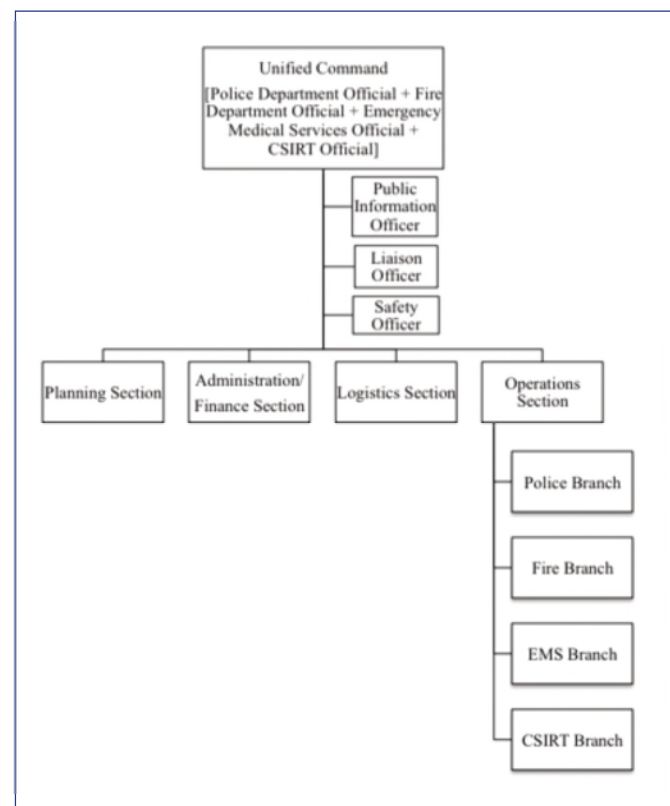 Unified Command
[Police Department Official + Fire
Department Official + Emergency
Medical Services Official +
CSIRT Official]
Public
Information
Officer
Liaison
Officer
Safety
Officer
Planning Section
Administration/
Finance Section
Logistics Section
Operations
Section
Police Branch
Fire Branch
EMS Branch
CSIRT Branch